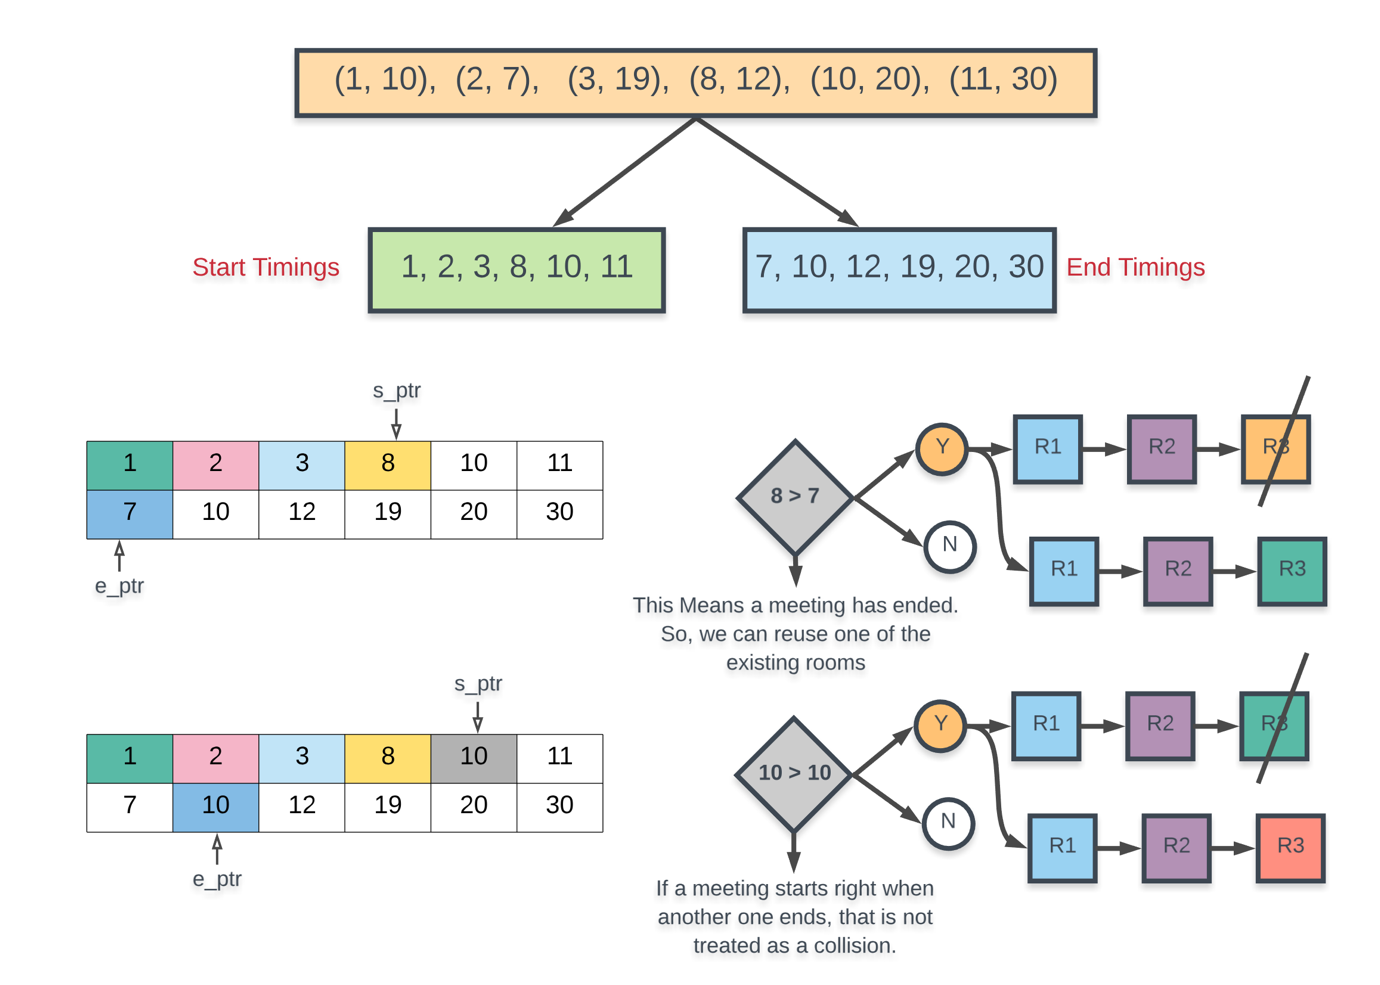 (1, 10), (2, 7), (3, 19), (8, 12), (10, 20), (11, 30)
Start Timings
1, 2, 3, 8, 10, 11
7, 10, 12, 19, 20, 30
End Timings
s_ptr
1 2 3 8 10 11
7 10 12 19 20 30
e_ptr
8 > 7
Y
N
R1
R2
R3
R1
R2
R3
This Means a meeting has ended.
So, we can reuse one of the
existing rooms
s_ptr
1 2 3 8 10 11
7 10 12 19 20 30
e_ptr
10 > 10
Y
N
R1
R2
R3
R1
R2
R3
If a meeting starts right when
another one ends, that is not
treated as a collision.